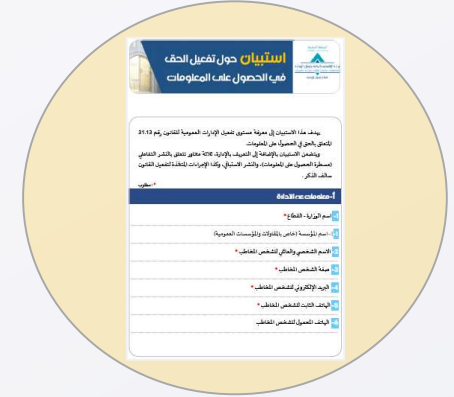 استبيان حول تفعيل الحق
في الحصول على المعلومات
يهدف هذا الاستبيان إلى معرفة مستوى تفعيل الإدارات العمومية للقانون رقم 31.13
المتعلق بالحق في الحصول على المعلومات.
ويتضمن الاستبيان بالإضافة إلى التعريف بالإدارة، ثلاثة محاور تتعلق بالنشر التفاعلي
(مسطرة الحصول على المعلومات)، والنشر الاستباقي، وكذا الإجراءات المتخذة لتفعيل القانون
سالف الذكر.
*: مطلوب
أ-معلومات عن الإدارة
اسم الوزارة - القطاع *
اسم المؤسسة (خاص بالمقاولات والمؤسسات العمومية)
الاسم الشخصي والعائلي للشخص المخاطب *
صفة الشخص المخاطب *
البريد الإلكتروني للشخص المخاطب *
الهاتف الثابت للشخص المخاطب *
الهاتف المحمول للشخص المخاطب